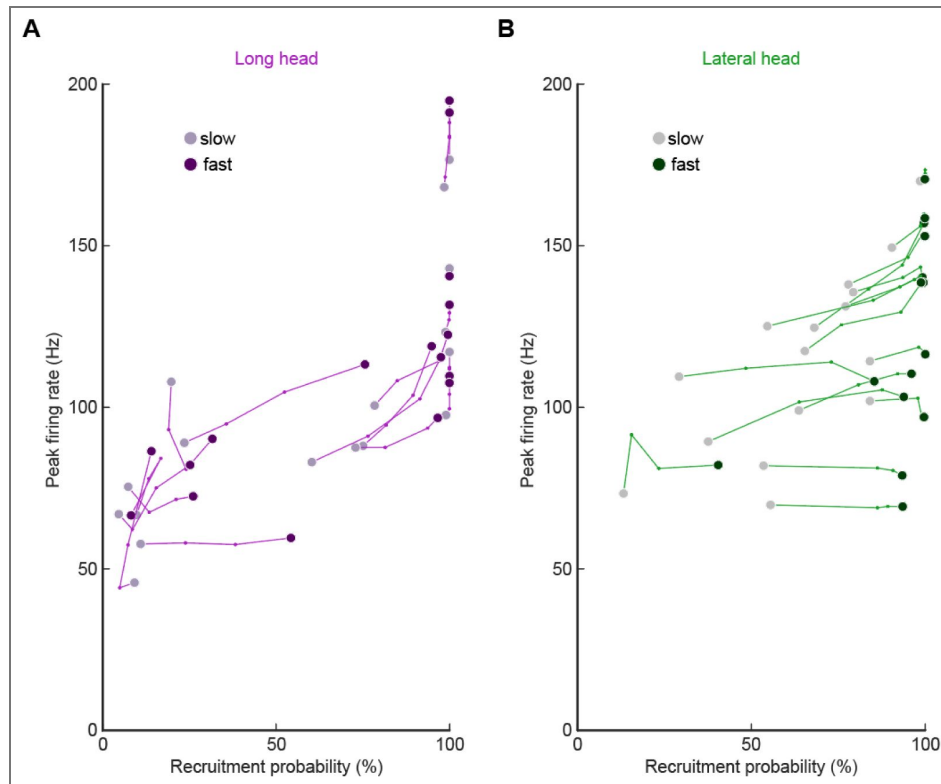 A
Long head
200
150
100
50
0
0
50
100
Peak firing rate (Hz)
Recruitment probability (%)
slow
fast
B
Lateral head
200
150
100
50
0
0
50
100
Peak firing rate (Hz)
Recruitment probability (%)
slow
fast